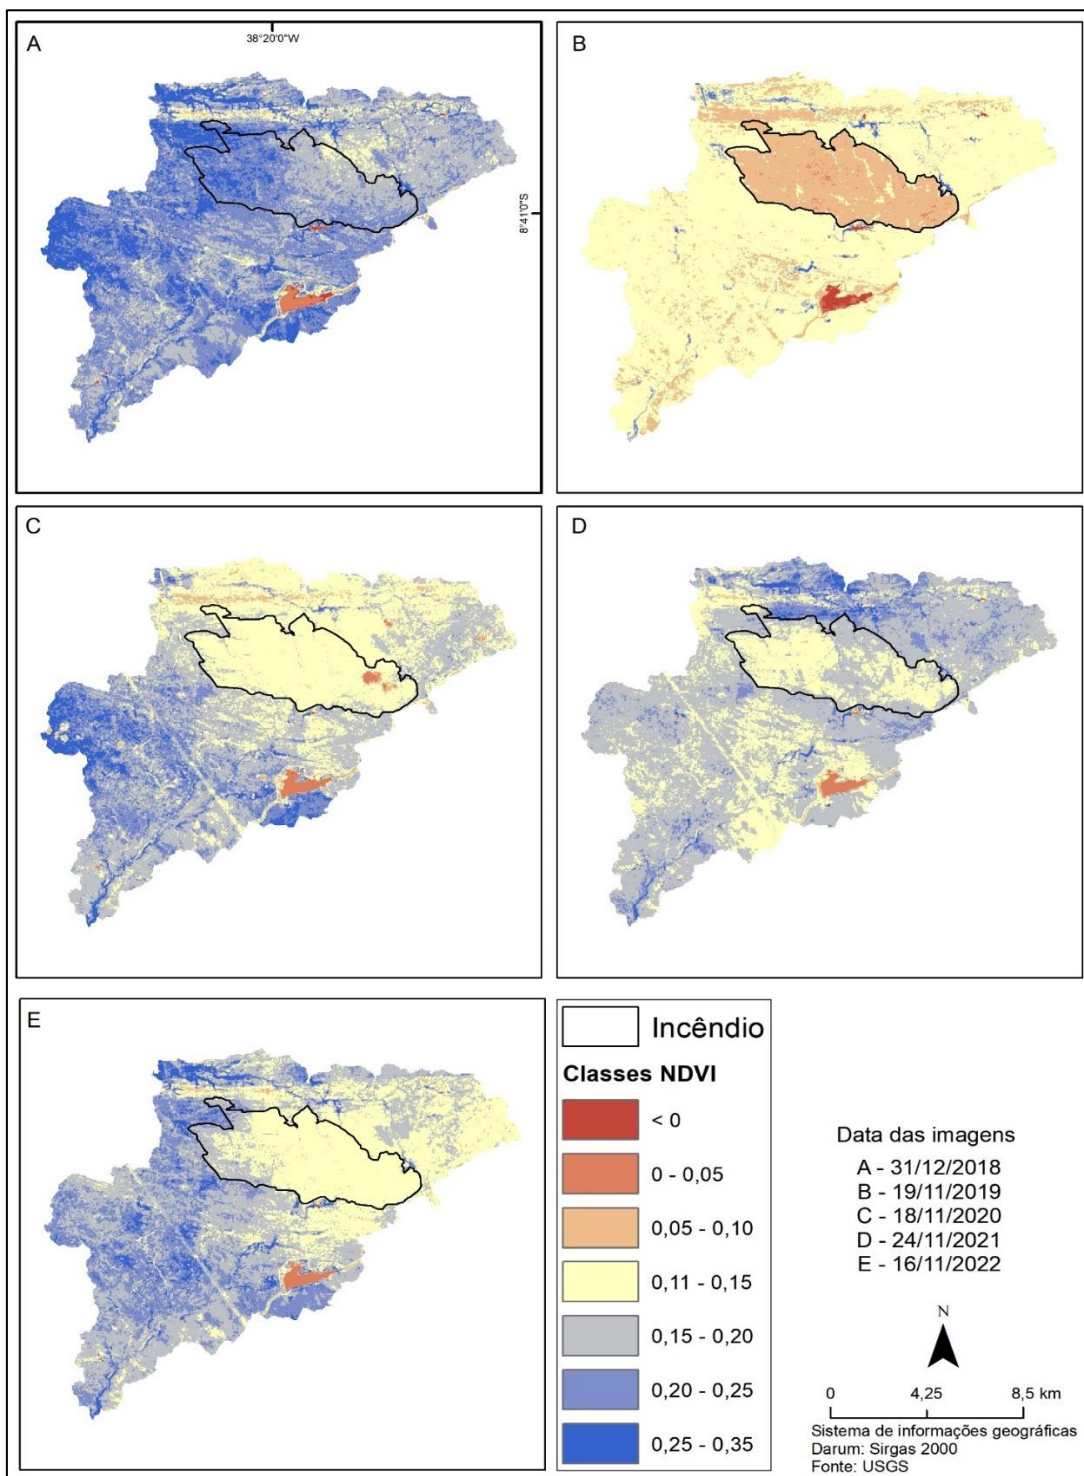 A
38°20'0"W
8°41'0"S
B
C
D
E
Incêndio
Classes NDVI
< 0
0 - 0,05
0,05 - 0,10
0,11 - 0,15
0,15 - 0,20
0,20 - 0,25
0,25 - 0,35
Data das imagens
A - 31/12/2018
B - 19/11/2019
C - 18/11/2020
D - 24/11/2021
E - 16/11/2022
N
0 4,25 8,5 km
Sistema de informações geográficas
Darum: Sirgas 2000
Fonte: USGS